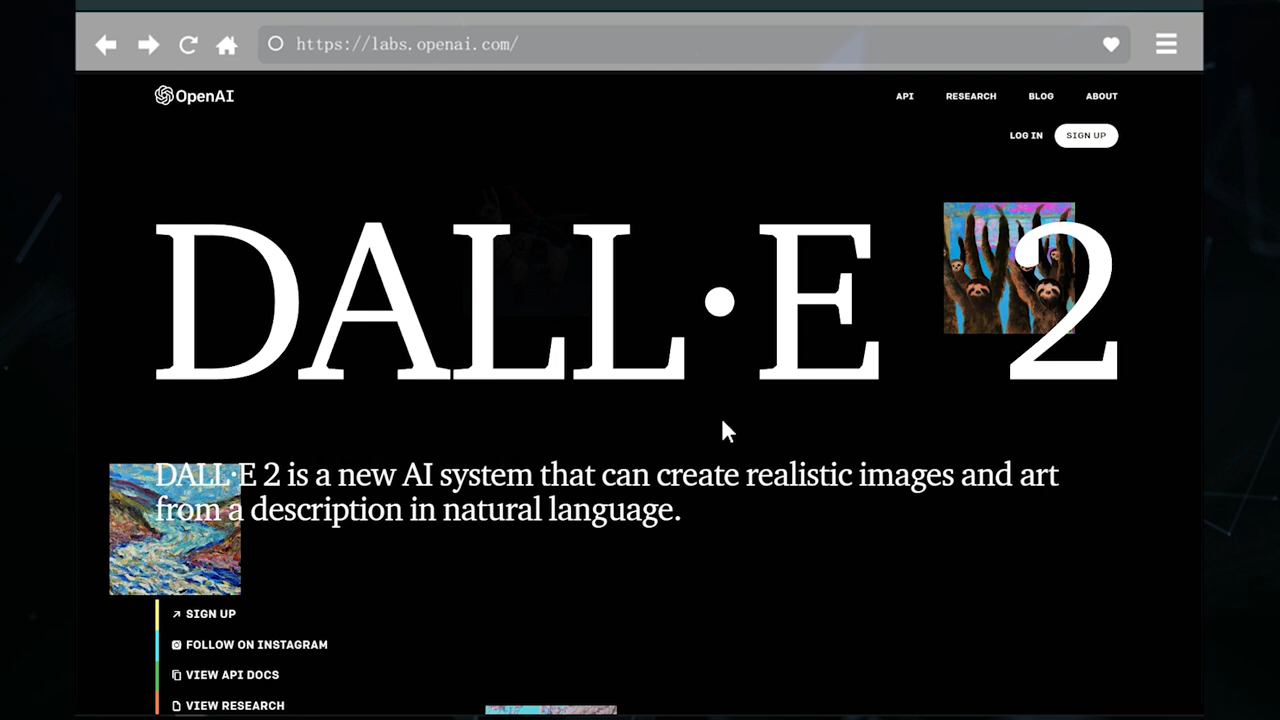 https://labs.openai.com/
OpenAI
API RESEARCH BLOG ABOUT
LOG IN SIGN UP
DALL·E 2
DALL·E 2 is a new AI system that can create realistic images and art
from a description in natural language.
SIGN UP
FOLLOW ON INSTAGRAM
VIEW API DOCS
VIEW RESEARCH